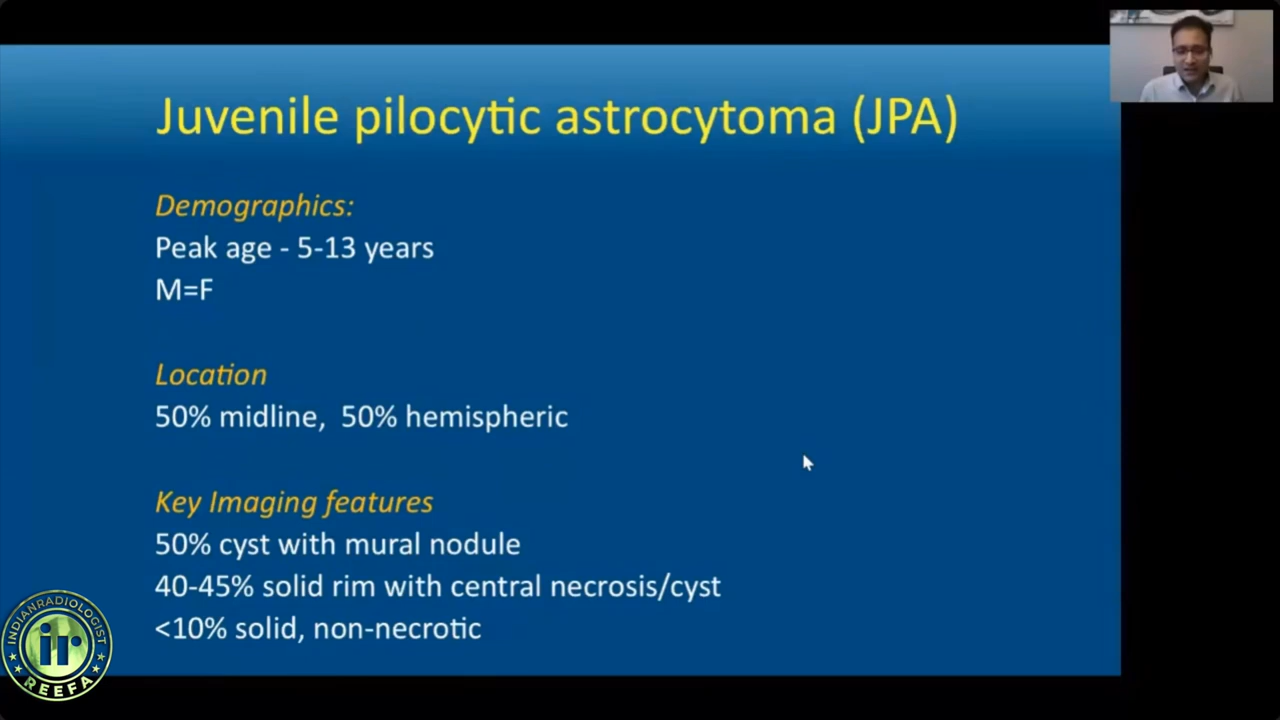 Juvenile pilocytic astrocytoma (JPA)
Demographics:
Peak age - 5-13 years
M=F
Location
50% midline,  50% hemispheric
Key Imaging features
50% cyst with mural nodule
40-45% solid rim with central necrosis/cyst
<10% solid, non-necrotic
INDIANRADIOLOGIST
ir
REEFA